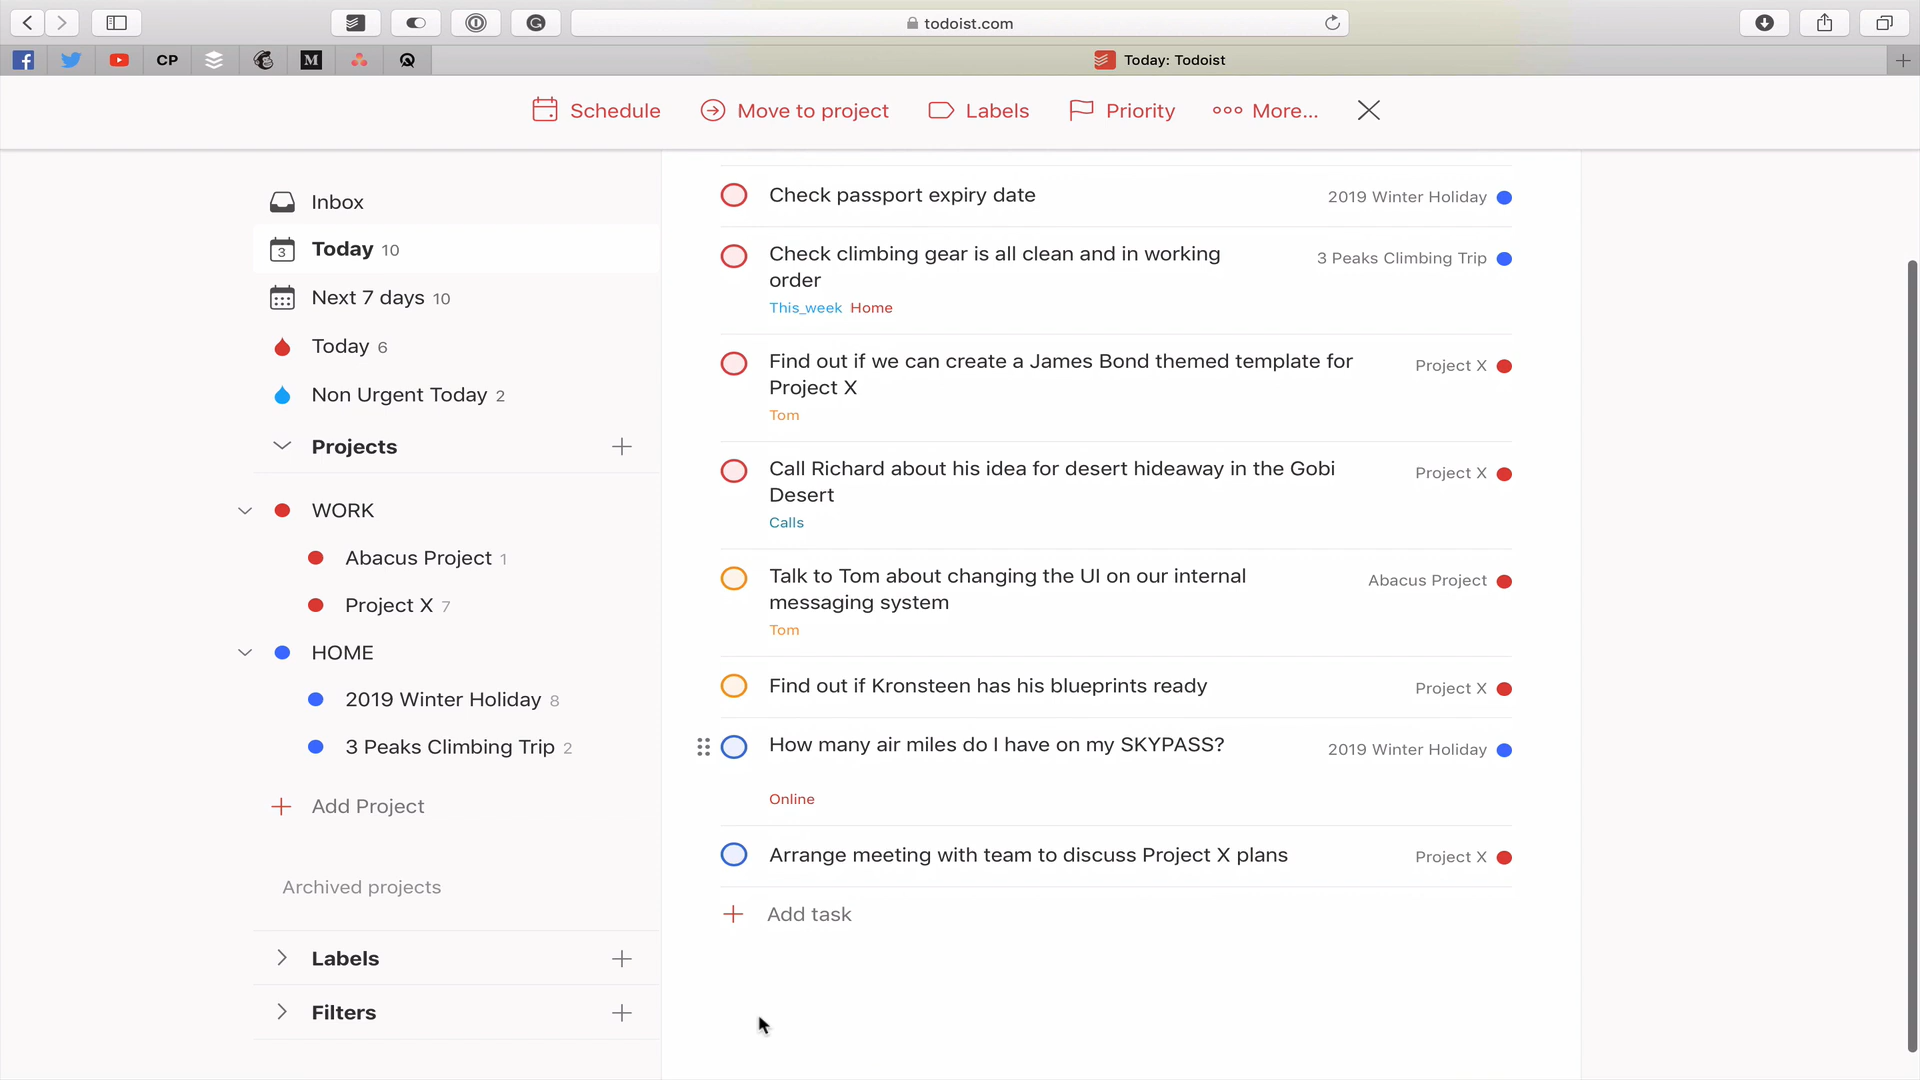 todoist.com
CP
M
Today: Todoist
Schedule
Move to project
Labels
Priority
More...
Inbox
3
Today 10
Next 7 days 10
Today 6
Non Urgent Today 2
Projects
WORK
Abacus Project 1
Project X 7
HOME
2019 Winter Holiday 8
3 Peaks Climbing Trip 2
Add Project
Archived projects
Labels
Filters
Check passport expiry date
2019 Winter Holiday
Check climbing gear is all clean and in working
order
3 Peaks Climbing Trip
This_week Home
Find out if we can create a James Bond themed template for
Project X
Project X
Tom
Call Richard about his idea for desert hideaway in the Gobi
Desert
Project X
Calls
Talk to Tom about changing the UI on our internal
messaging system
Abacus Project
Tom
Find out if Kronsteen has his blueprints ready
Project X
How many air miles do I have on my SKYPASS?
2019 Winter Holiday
Online
Arrange meeting with team to discuss Project X plans
Project X
Add task